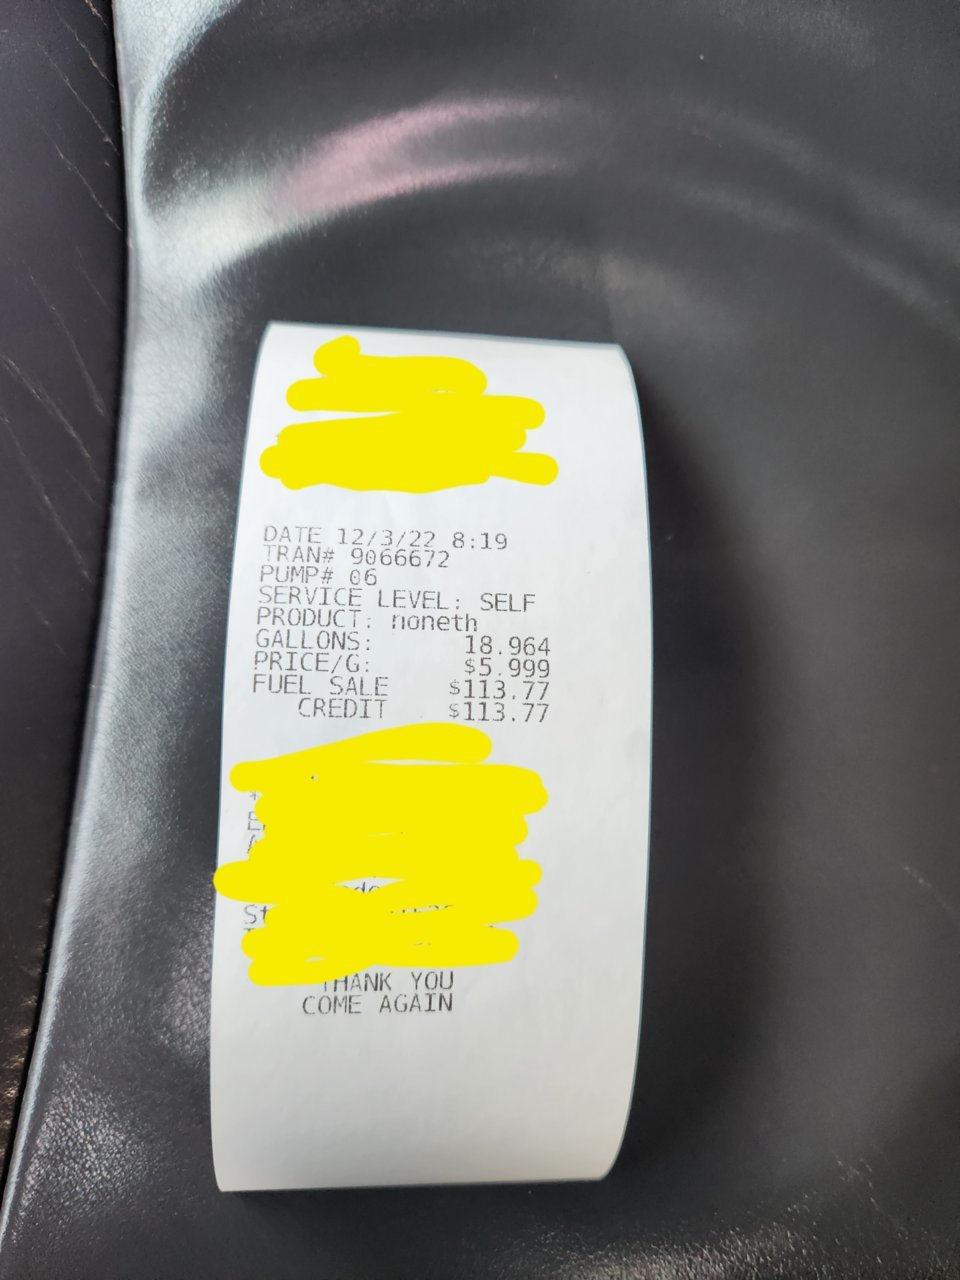 DATE 12/3/22 8:19
TRAN# 9066672
PUMP# 06
SERVICE LEVEL: SELF
PRODUCT: noneth
GALLONS: 18.964
PRICE/G: $5.999
FUEL SALE $113.77
CREDIT $113.77
THANK YOU
COME AGAIN